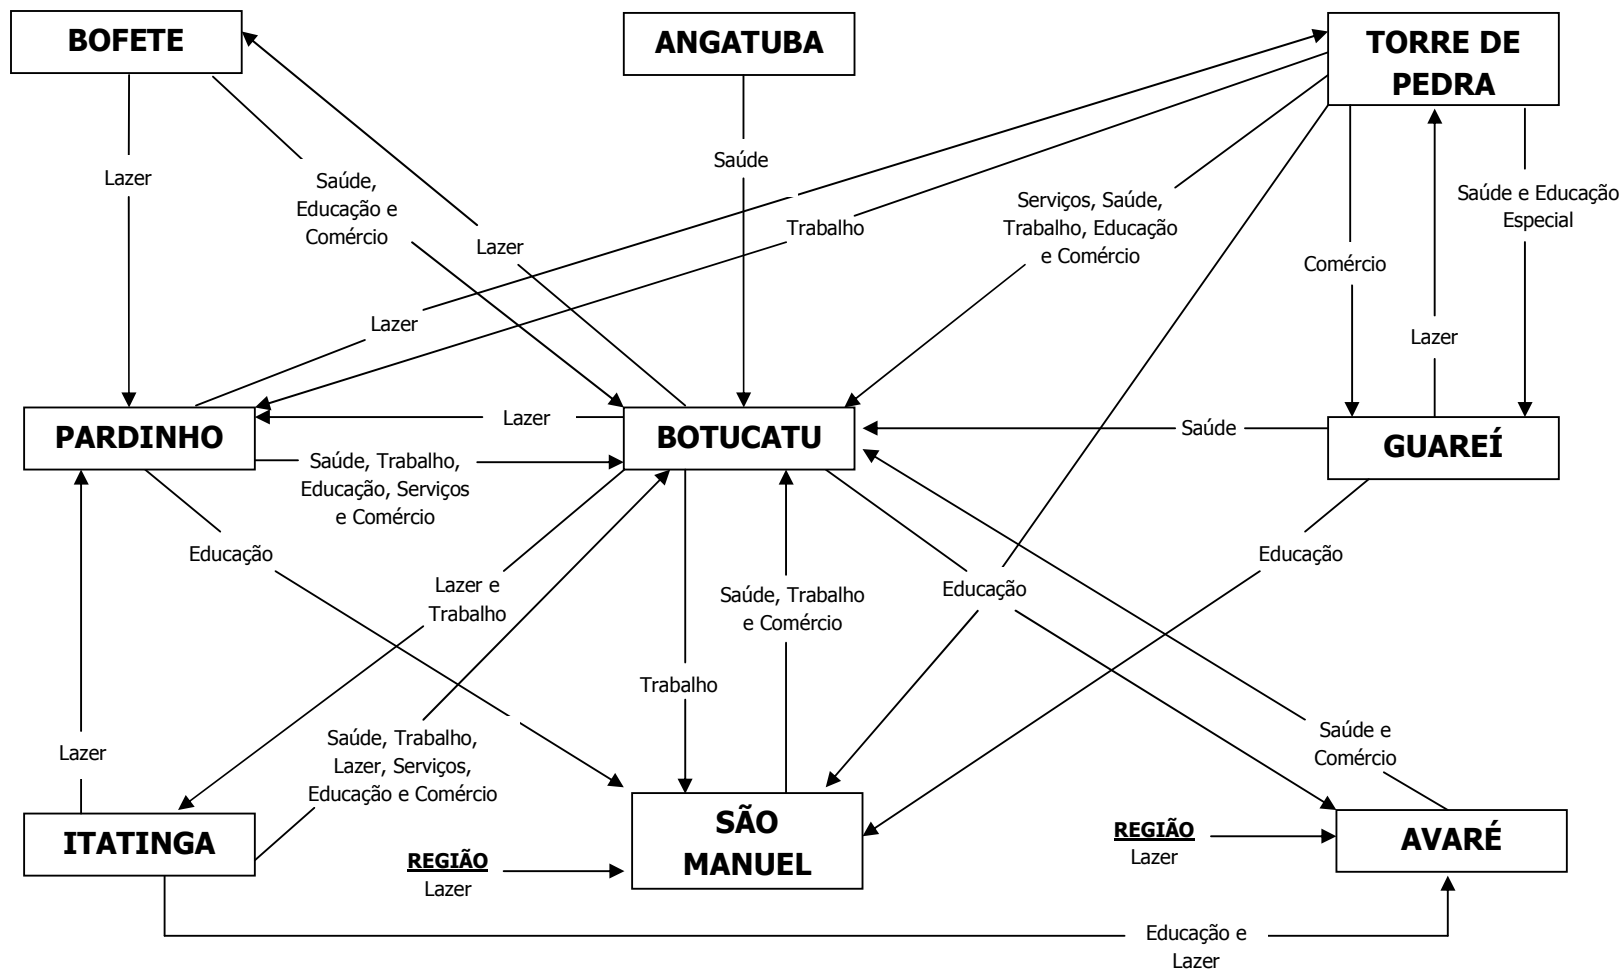 BOFETE
ANGATUBA
TORRE DE
PEDRA
Lazer
Saúde,
Educação e
Comércio
Lazer
Saúde
Trabalho
Serviços, Saúde,
Trabalho, Educação
e Comércio
Saúde e Educação
Especial
Comércio
Lazer
Lazer
PARDINHO
Lazer
BOTUCATU
Saúde
GUAREÍ
Saúde, Trabalho,
Educação, Serviços
e Comércio
Educação
Lazer e
Trabalho
Saúde, Trabalho
e Comércio
Educação
Educação
Trabalho
Lazer
Saúde, Trabalho,
Lazer, Serviços,
Educação e Comércio
Saúde e
Comércio
ITATINGA
REGIÃO
Lazer
SÃO
MANUEL
REGIÃO
Lazer
AVARÉ
Educação e
Lazer